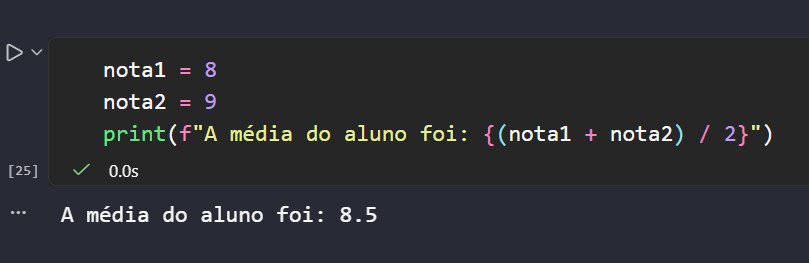 nota1 = 8
nota2 = 9
print(f"A média do aluno foi: {(nota1 + nota2) / 2}")
[25] 0.0s
... A média do aluno foi: 8.5